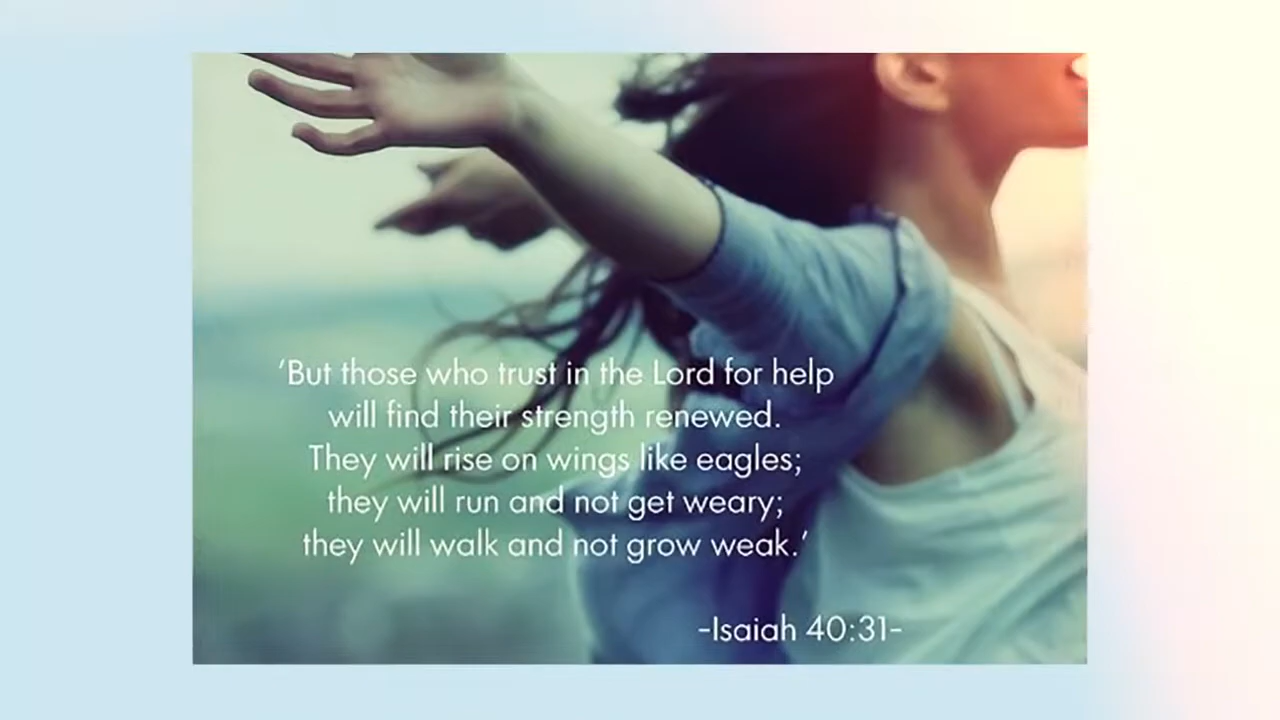 ‘But those who trust in the Lord for help
will find their strength renewed.
They will rise on wings like eagles;
they will run and not get weary;
they will walk and not grow weak.’
-Isaiah 40:31-